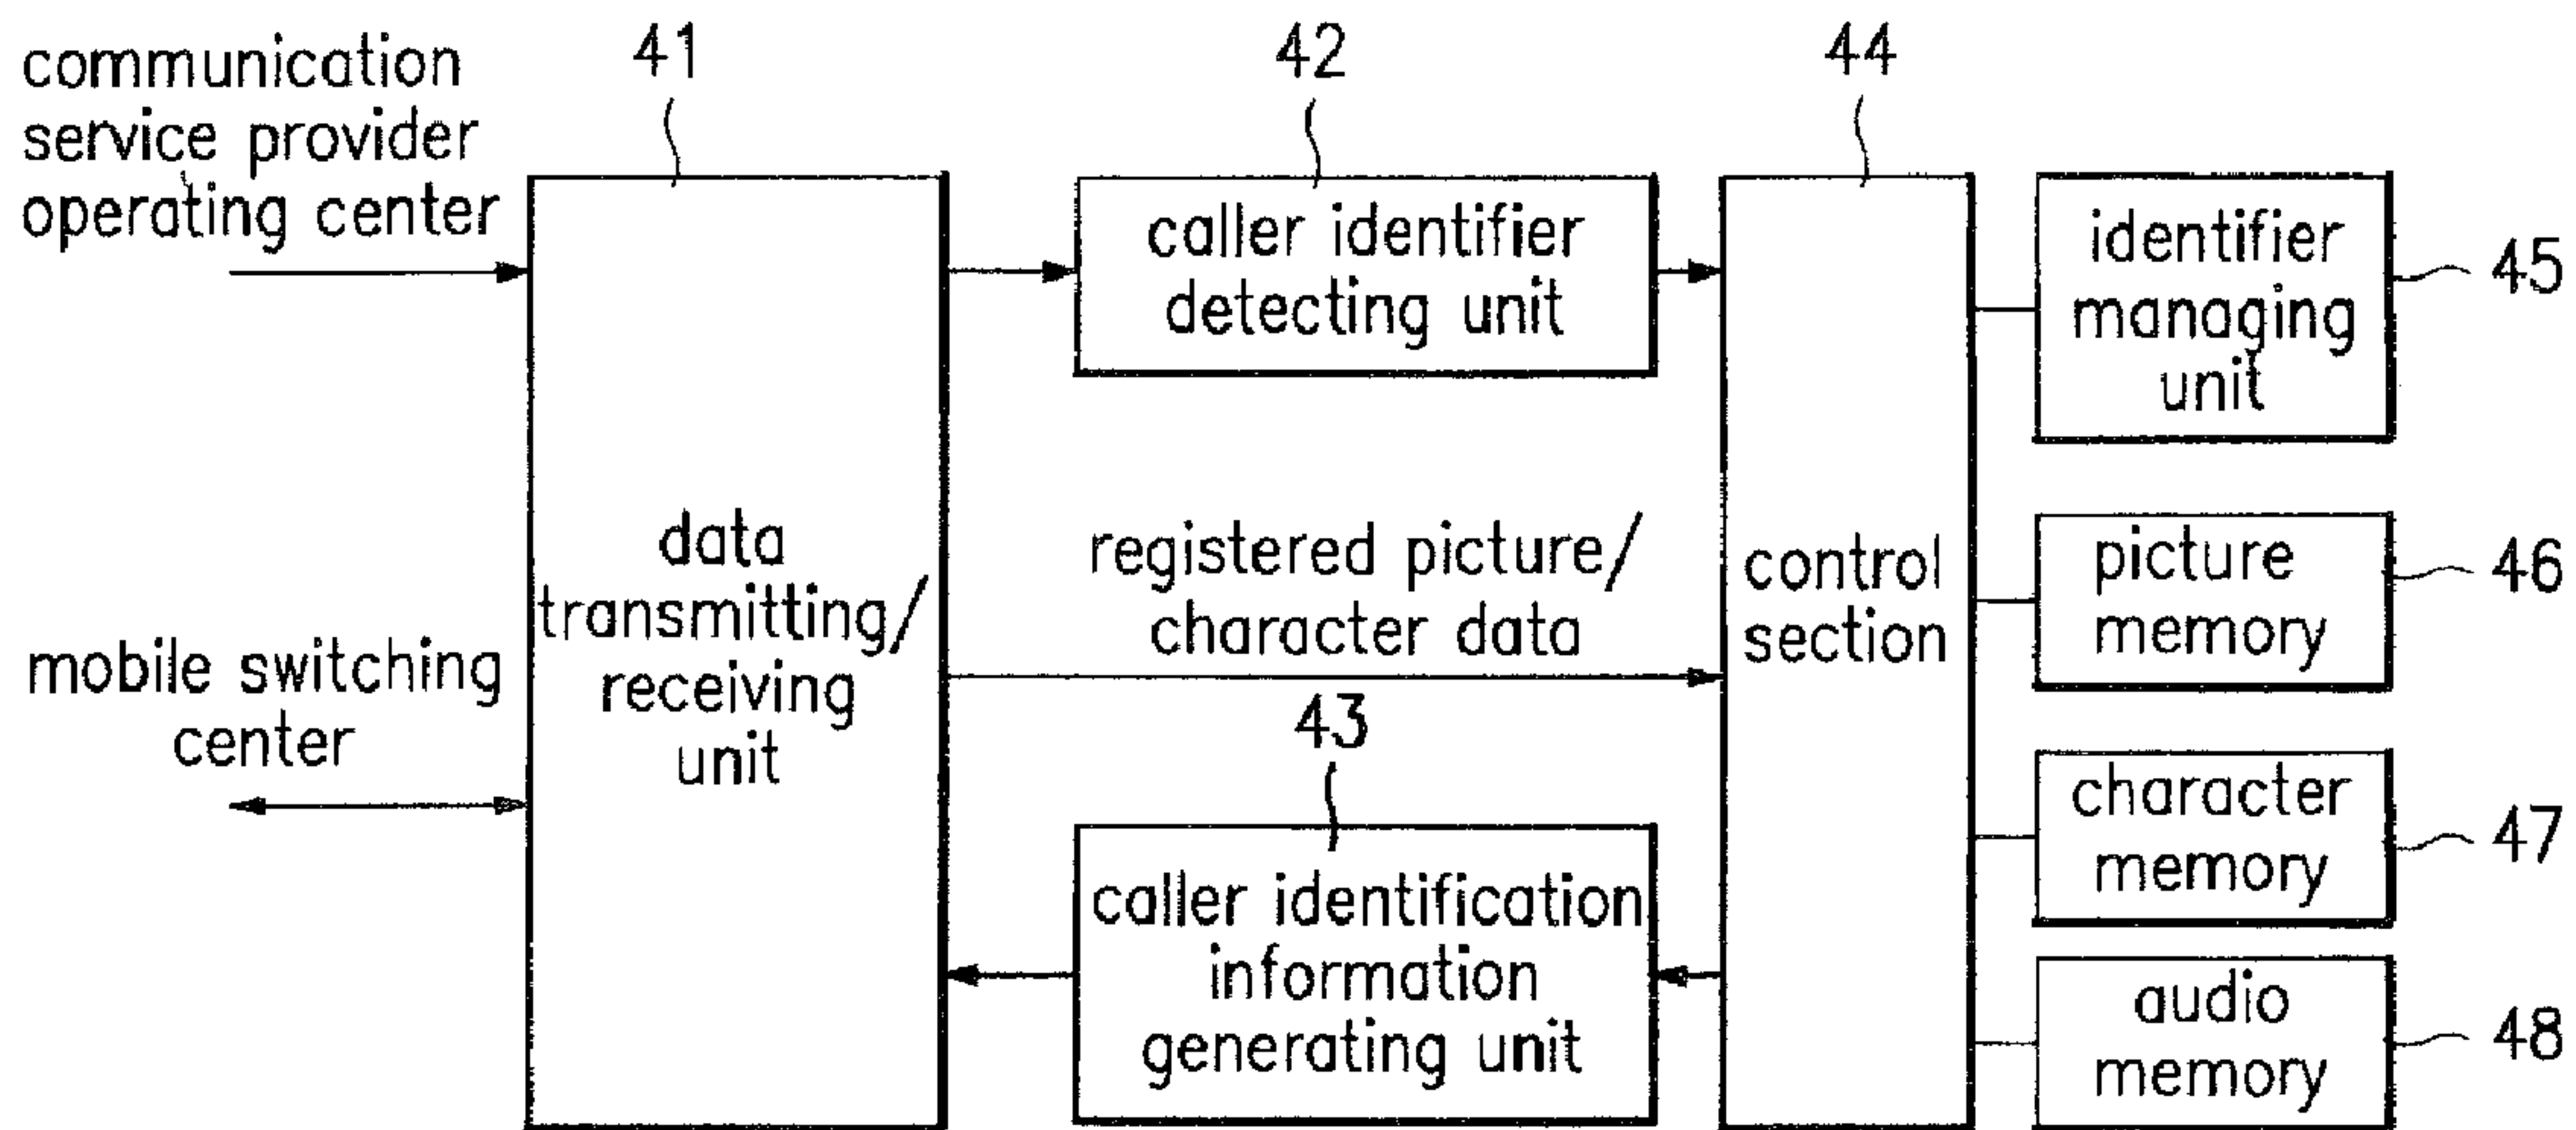 communication
service provider
operating center
41
42
44
caller identifier
detecting unit
identifier
managing
unit
45
data
transmitting/
receiving
unit
registered picture/
character data
control
section
picture
memory
46
mobile switching
center
43
character
memory
47
caller identification
information
generating unit
audio
memory
48